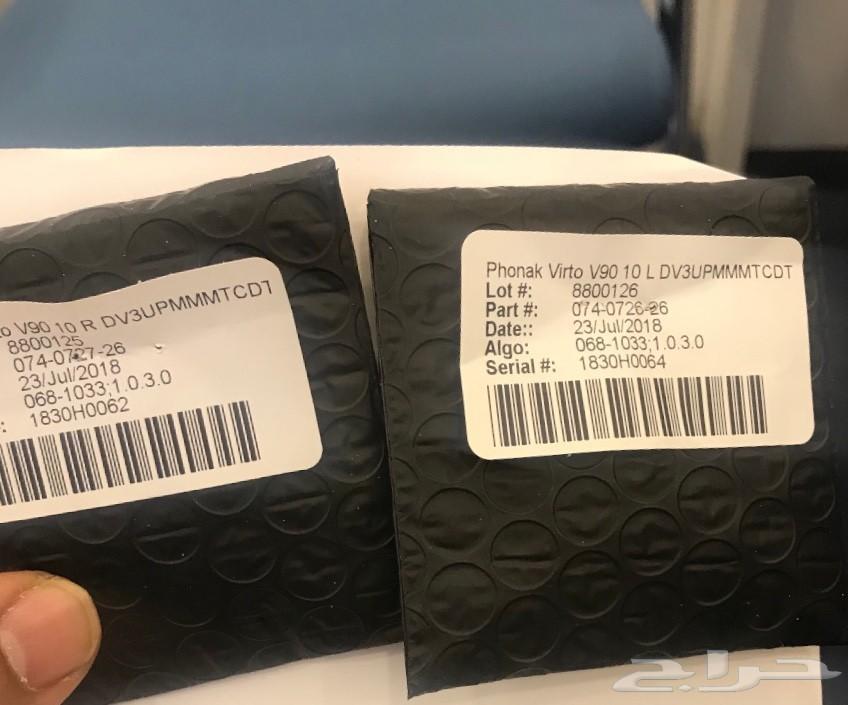 V90 10 R DV3UPMMMTCDT
8800125
074-0727-26
23/Jul/2018
068-1033;1.0.3.0
1830H0062
Phonak Virto V90 10 L DV3UPMMMTCDT
Lot #: 8800126
Part #: 074-0726-26
Date:: 23/Jul/2018
Algo: 068-1033;1.0.3.0
Serial #: 1830H0064
حراج